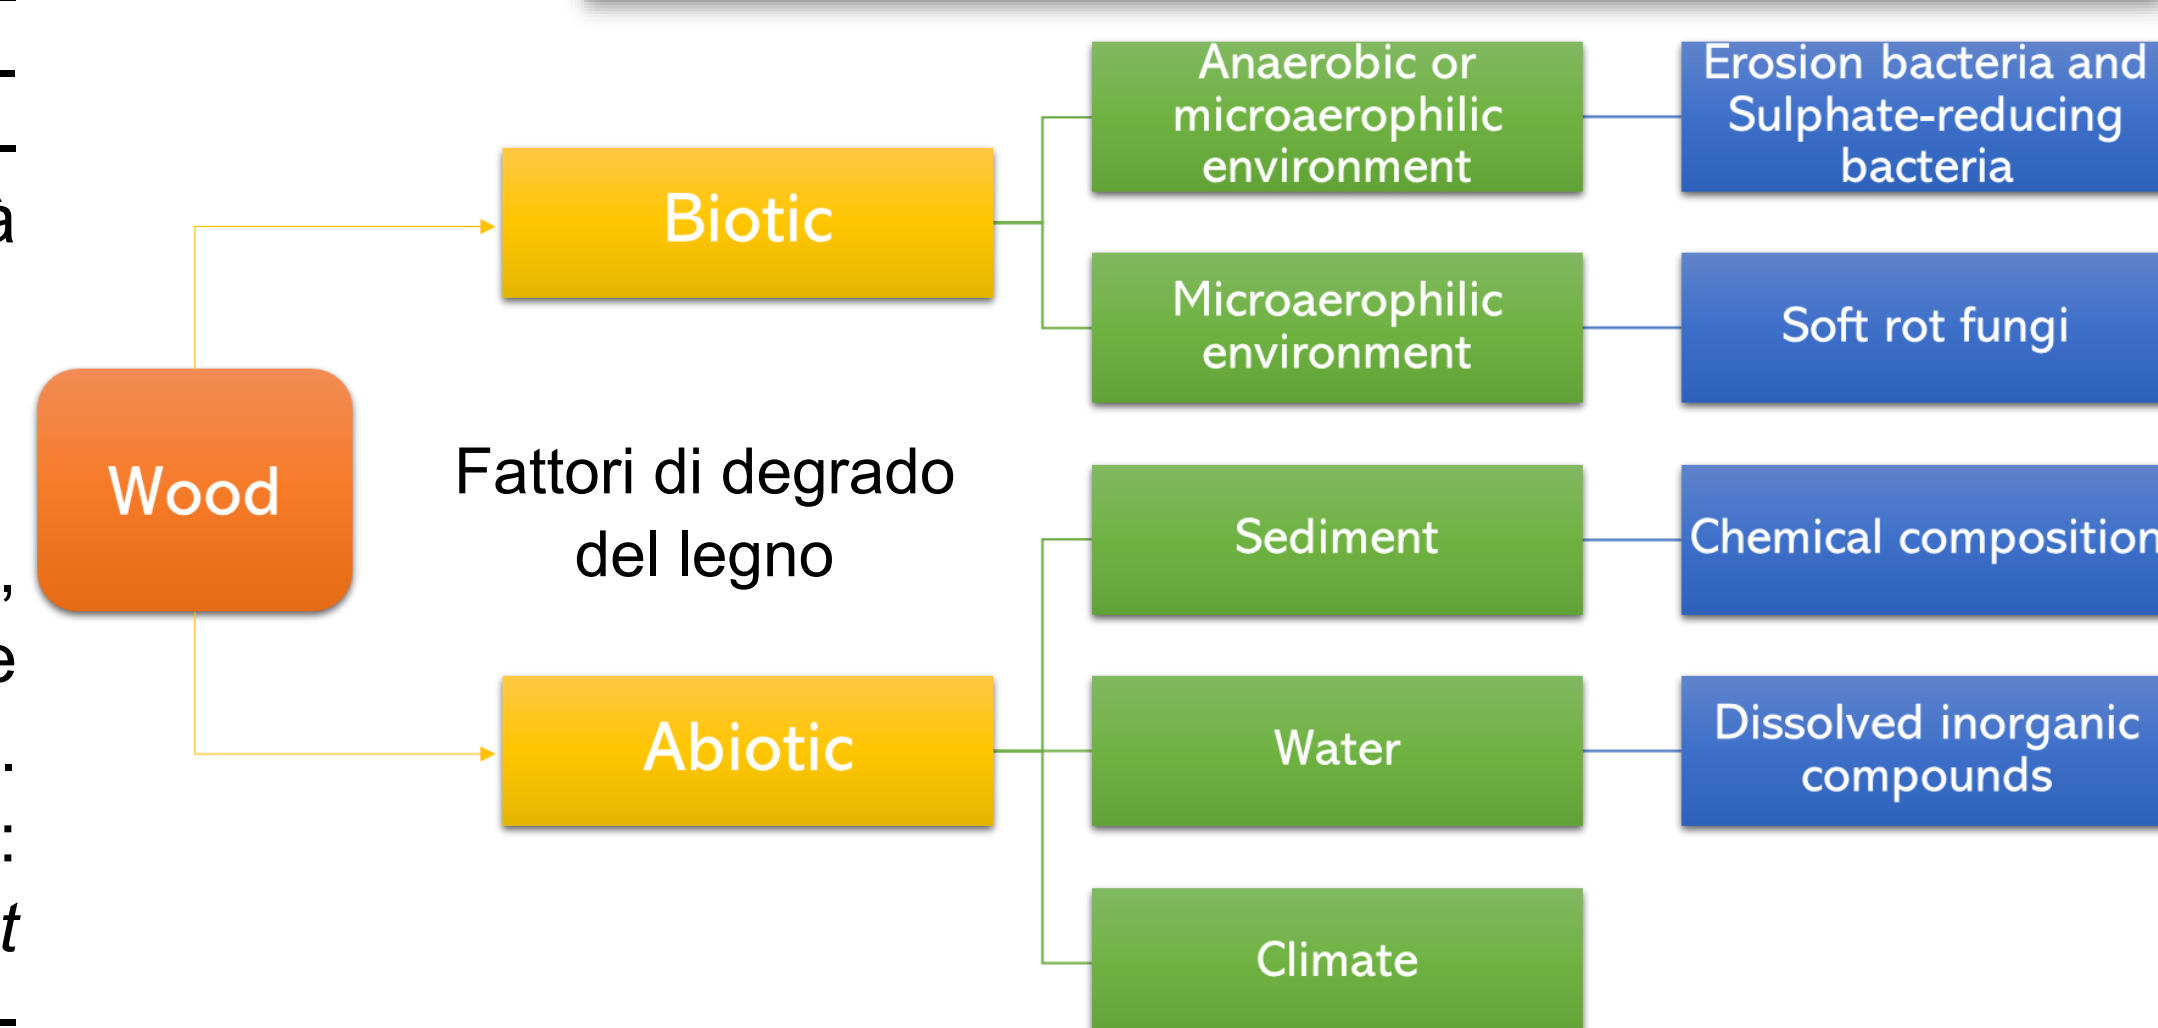 Anaerobic or
microaerophilic
environment
Erosion bacteria and
Sulphate-reducing
bacteria
Biotic
à
Microaerophilic
environment
Soft rot fungi
Wood
Fattori di degrado
del legno
Sediment
Chemical composition
,
e
Abiotic
Water
Dissolved inorganic
compounds
.
:
t
Climate